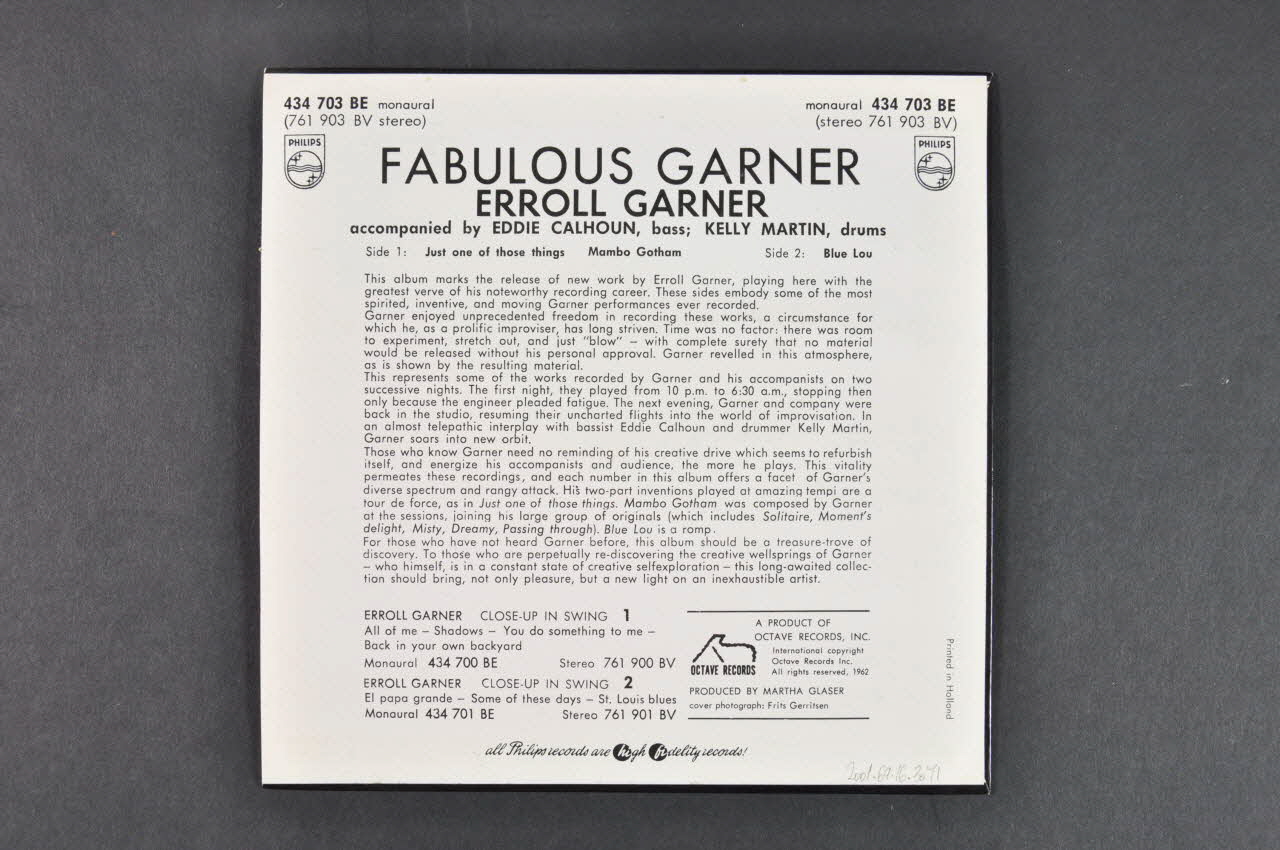 434 703 BE monaural
(761 903 BV stereo)
monaural 434 703 BE
(stereo 761 903 BV)
PHILIPS
PHILIPS
FABULOUS GARNER
ERROLL GARNER
accompanied by EDDIE CALHOUN, bass; KELLY MARTIN, drums
Side 1: Just one of those things Mambo Gotham Side 2: Blue Lou
This album marks the release of new work by Erroll Garner, playing here with the
greatest verve of his noteworthy recording career. These sides embody some of the most
spirited, inventive, and moving Garner performances ever recorded.
Garner enjoyed unprecedented freedom in recording these works, a circumstance for
which he, as a prolific improviser, has long striven. Time was no factor: there was room
to experiment, stretch out, and just "blow" – with complete surety that no material
would be released without his personal approval. Garner revelled in this atmosphere,
as is shown by the resulting material.
This represents some of the works recorded by Garner and his accompanists on two
successive nights. The first night, they played from 10 p.m. to 6:30 a.m., stopping then
only because the engineer pleaded fatigue. The next evening, Garner and company were
back in the studio, resuming their uncharted flights into the world of improvisation. In
an almost telepathic interplay with bassist Eddie Calhoun and drummer Kelly Martin,
Garner soars into new orbit.
Those who know Garner need no reminding of his creative drive which seems to refurbish
itself, and energize his accompanists and audience, the more he plays. This vitality
permeates these recordings, and each number in this album offers a facet of Garner's
diverse spectrum and rangy attack. His two-part inventions played at amazing tempi are a
tour de force, as in Just one of those things. Mambo Gotham was composed by Garner
at the sessions, joining his large group of originals (which includes Solitaire, Moment's
delight, Misty, Dreamy, Passing through). Blue Lou is a romp.
For those who have not heard Garner before, this album should be a treasure-trove of
discovery. To those who are perpetually re-discovering the creative wellsprings of Garner
– who himself, is in a constant state of creative selfexploration – this long-awaited collec-
tion should bring, not only pleasure, but a new light on an inexhaustible artist.
ERROLL GARNER CLOSE-UP IN SWING 1
All of me – Shadows – You do something to me –
Back in your own backyard
Monaural 434 700 BE Stereo 761 900 BV
ERROLL GARNER CLOSE-UP IN SWING 2
El papa grande – Some of these days – St. Louis blues
Monaural 434 701 BE Stereo 761 901 BV
A PRODUCT OF
OCTAVE RECORDS, INC.
International copyright
Octave Records Inc.
All rights reserved, 1962
OCTAVE RECORDS
PRODUCED BY MARTHA GLASER
cover photograph: Frits Gerritsen
Printed in Holland
all Philips records are high fidelity records!